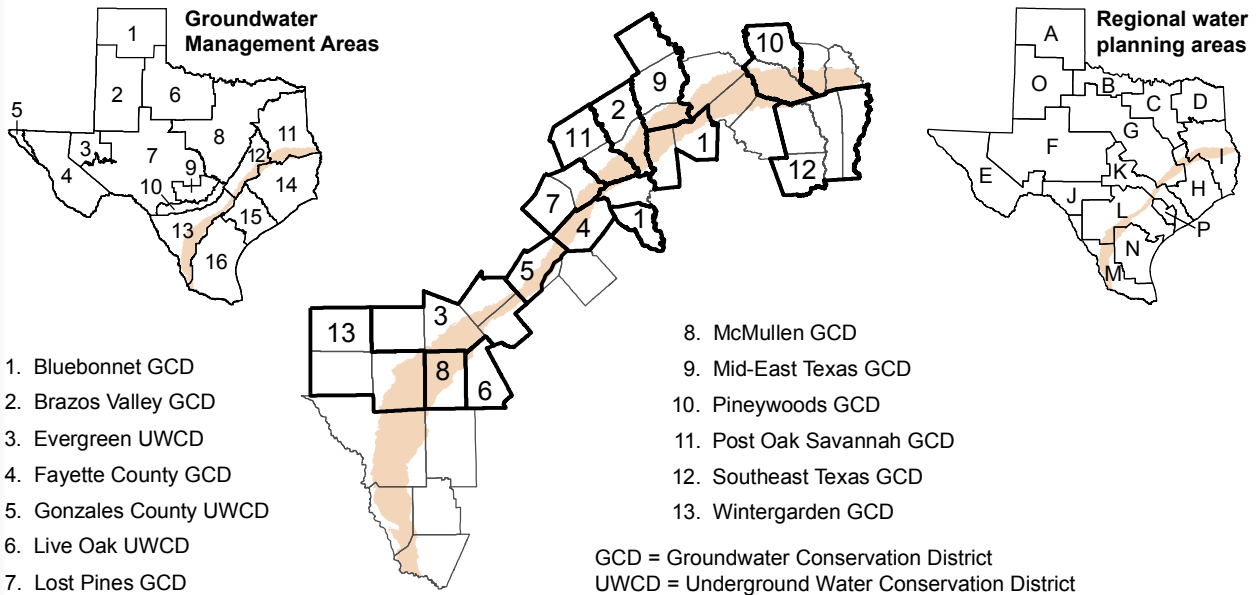 Groundwater
Management Areas
1
2
6
5
3
4
7
8
9
10
11
12
13
14
15
16
10
9
2
11
1
12
7
4
1
5
3
13
8
6
Regional water
planning areas
A
O
B
C
D
F
G
E
K
I
H
J
L
P
N
M
1. Bluebonnet GCD
2. Brazos Valley GCD
3. Evergreen UWCD
4. Fayette County GCD
5. Gonzales County UWCD
6. Live Oak UWCD
7. Lost Pines GCD
8. McMullen GCD
9. Mid-East Texas GCD
10. Pineywoods GCD
11. Post Oak Savannah GCD
12. Southeast Texas GCD
13. Wintergarden GCD
GCD = Groundwater Conservation District
UWCD = Underground Water Conservation District